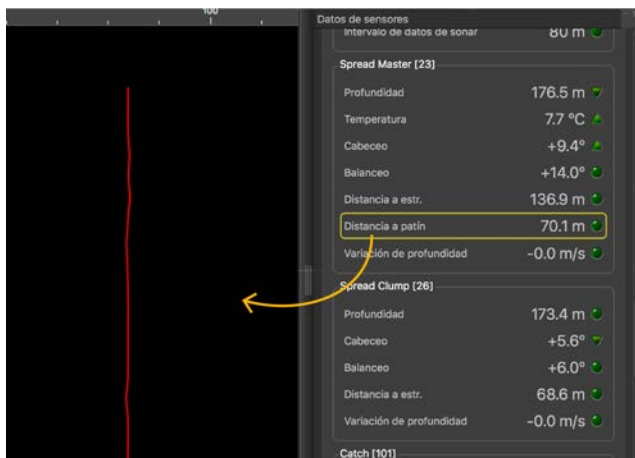 100
Datos de sensores
Intervalo de datos de sonar 80 m
Spread Master [23]
Profundidad 176.5 m
Temperatura 7.7 °C
Cabeceo +9.4°
Balanceo +14.0°
Distancia a estr. 136.9 m
Distancia a patín 70.1 m
Variación de profundidad -0.0 m/s
Spread Clump [26]
Profundidad 173.4 m
Cabeceo +5.6°
Balanceo +6.0°
Distancia a estr. 68.6 m
Variación de profundidad -0.0 m/s
Catch [101]